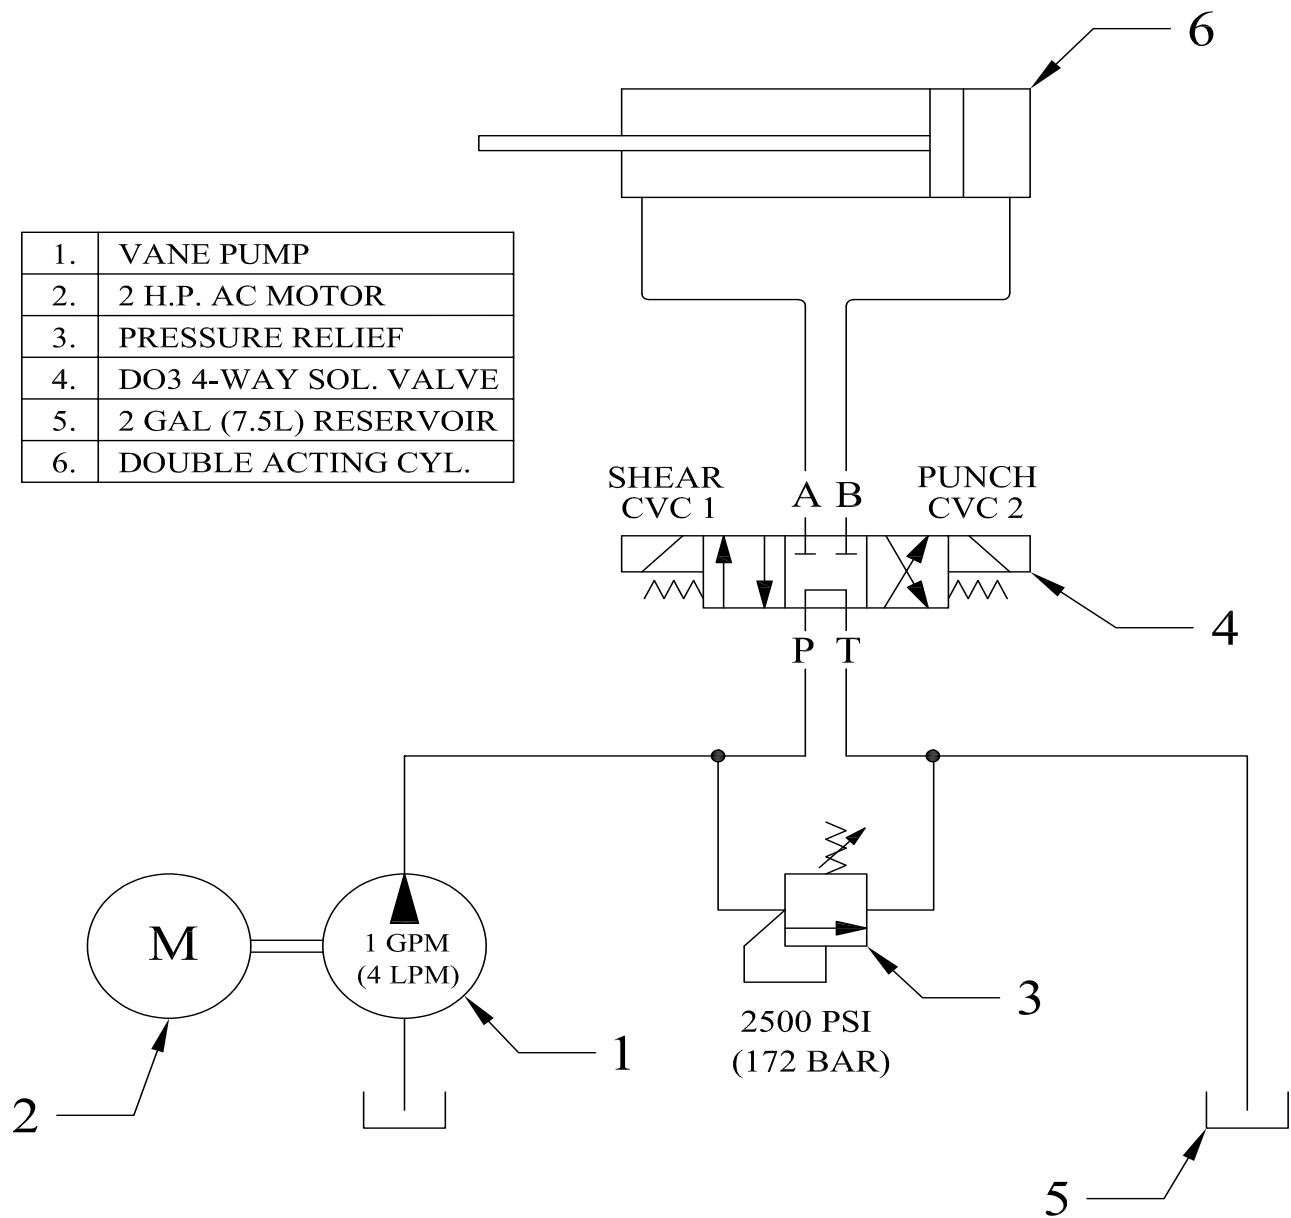 6
1. VANE PUMP
2. 2 H.P. AC MOTOR
3. PRESSURE RELIEF
4. DO3 4-WAY SOL. VALVE
5. 2 GAL (7.5L) RESERVOIR
6. DOUBLE ACTING CYL.
SHEAR
CVC 1
A B
PUNCH
CVC 2
4
P T
M
1 GPM
(4 LPM)
3
2500 PSI
(172 BAR)
1
2
5